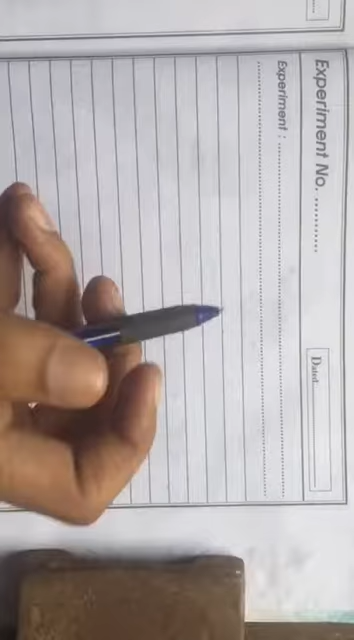 Experiment No. ...........
Dated:
Experiment :